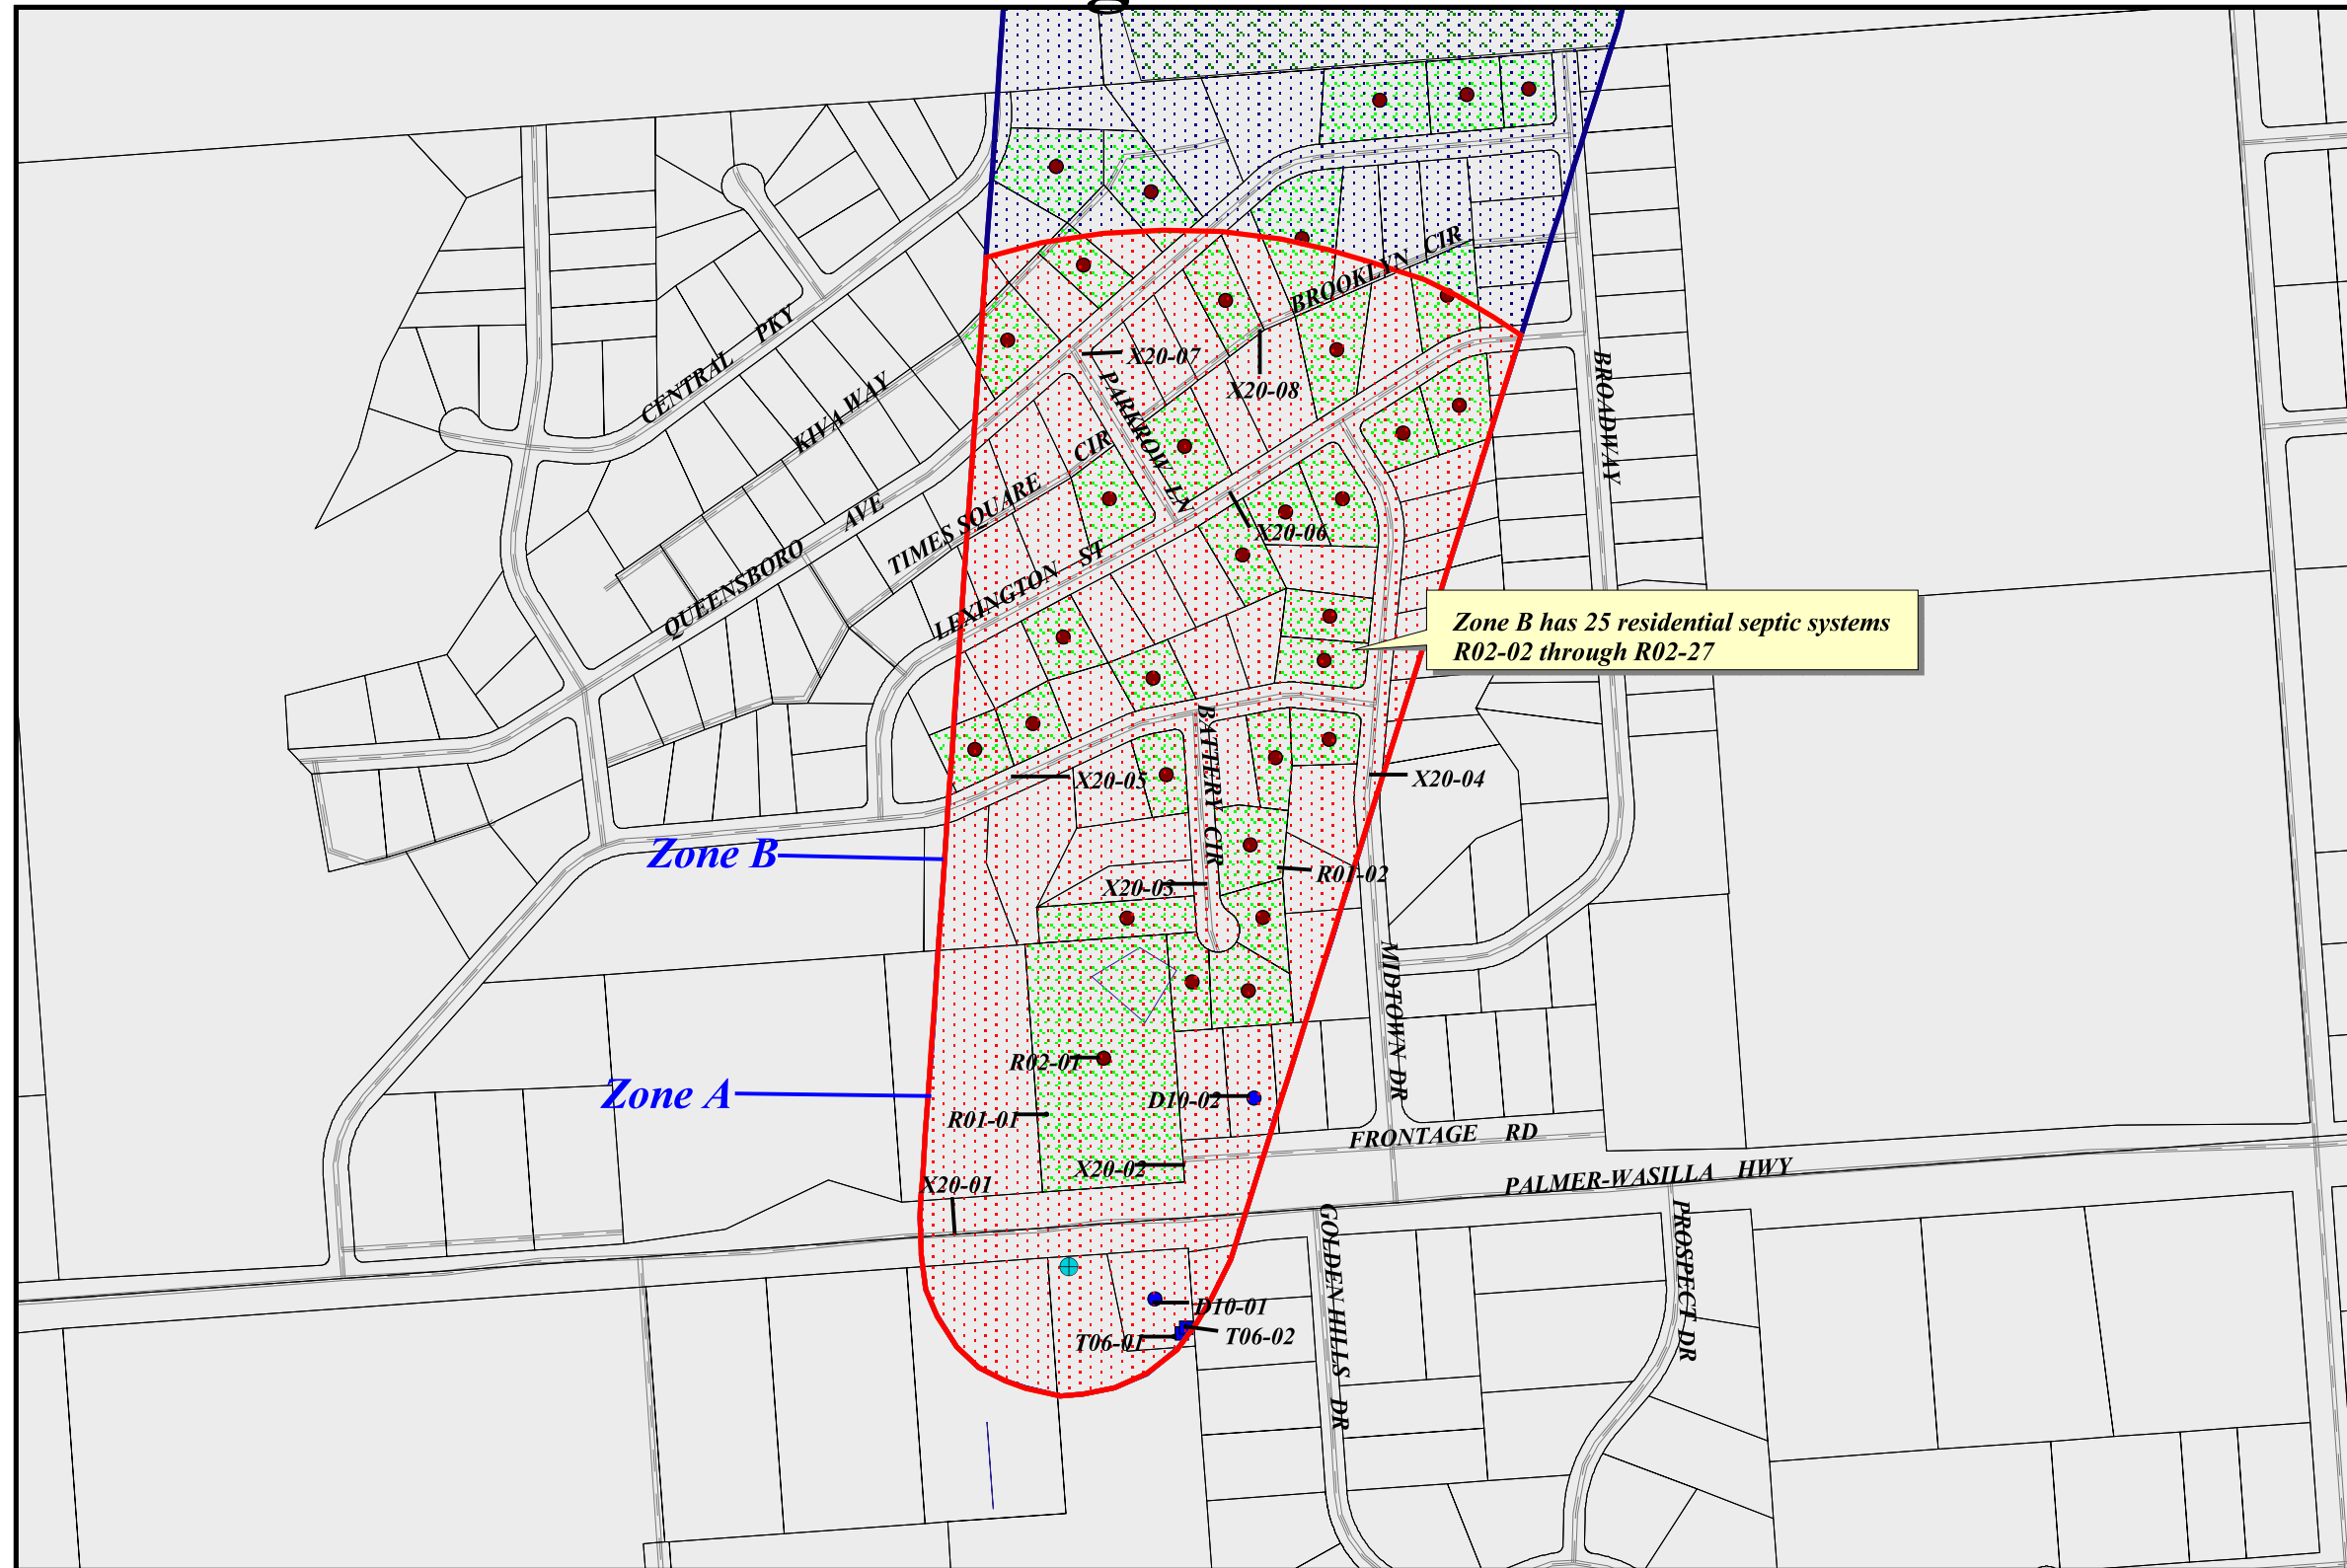 BROOKLYN CIR
X20-07
X20-08
CENTRAL PKY
KIVA WAY
PARKROW LN
BROADWAY
TIMES SQUARE CIR
QUEENSBORO AVE
X20-06
LEXINGTON ST
Zone B has 25 residential septic systems
R02-02 through R02-27
BATTERY CIR
X20-05
X20-04
Zone B
R01-02
X20-03
MIDTOWN DR
R02-01
Zone A
D10-02
R01-01
FRONTAGE RD
X20-02
PALMER-WASILLA HWY
X20-01
GOLDEN HILLS DR
PROSPECT DR
D10-01
T06-01
T06-02